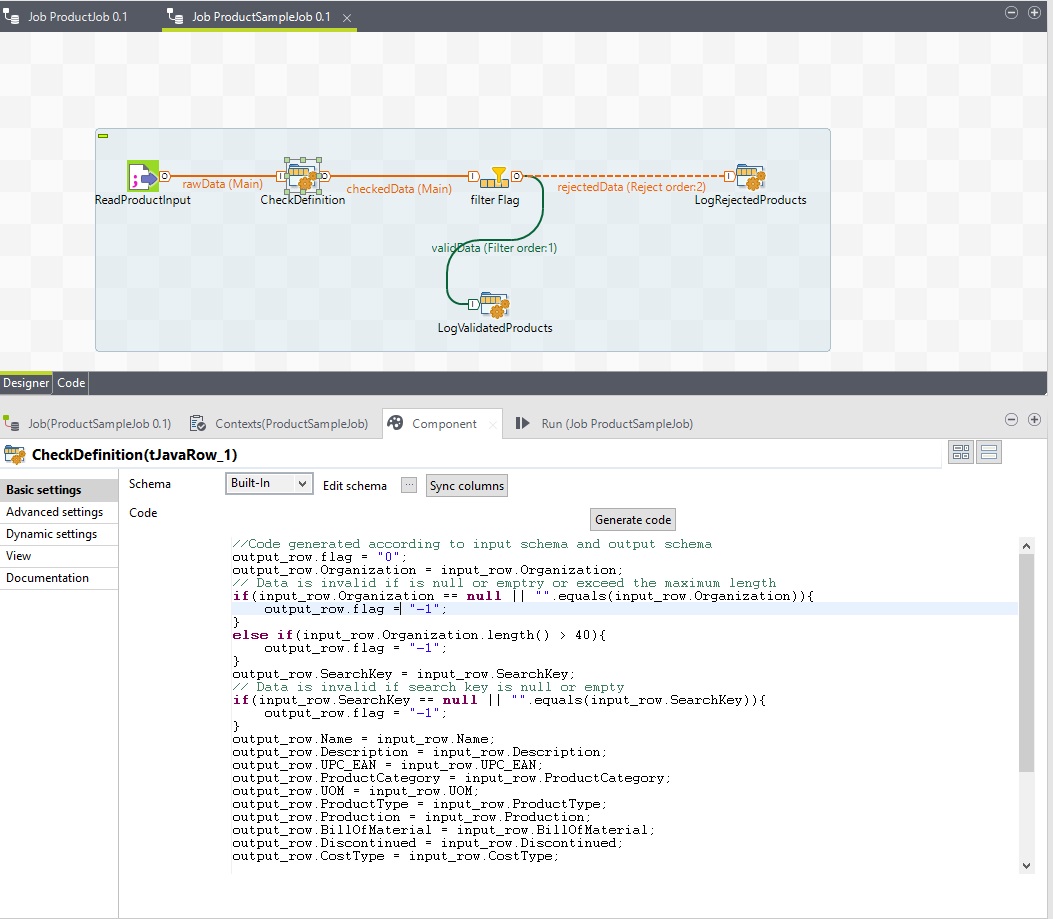 Job ProductJob 0.1
Job ProductSampleJob 0.1
ReadProductInput
rawData (Main)
CheckDefinition
checkedData (Main)
filter Flag
rejectedData (Reject order:2)
LogRejectedProducts
validData (Filter order:1)
LogValidatedProducts
Designer
Code
Job(ProductSampleJob 0.1)
Contexts(ProductSampleJob)
Component
Run (Job ProductSampleJob)
CheckDefinition(tJavaRow_1)
Basic settings
Advanced settings
Dynamic settings
View
Documentation
Schema
Built-In
Edit schema
...
Sync columns
Code
Generate code
//Code generated according to input schema and output schema
output_row.flag = "0";
output_row.Organization = input_row.Organization;
// Data is invalid if is null or emptry or exceed the maximum length
if(input_row.Organization == null || "".equals(input_row.Organization)){
output_row.flag = "-1";
}
else if(input_row.Organization.length() > 40){
output_row.flag = "-1";
}
output_row.SearchKey = input_row.SearchKey;
// Data is invalid if search key is null or empty
if(input_row.SearchKey == null || "".equals(input_row.SearchKey)){
output_row.flag = "-1";
}
output_row.Name = input_row.Name;
output_row.Description = input_row.Description;
output_row.UPC_EAN = input_row.UPC_EAN;
output_row.ProductCategory = input_row.ProductCategory;
output_row.UOM = input_row.UOM;
output_row.ProductType = input_row.ProductType;
output_row.Production = input_row.Production;
output_row.BillOfMaterial = input_row.BillOfMaterial;
output_row.Discontinued = input_row.Discontinued;
output_row.CostType = input_row.CostType;